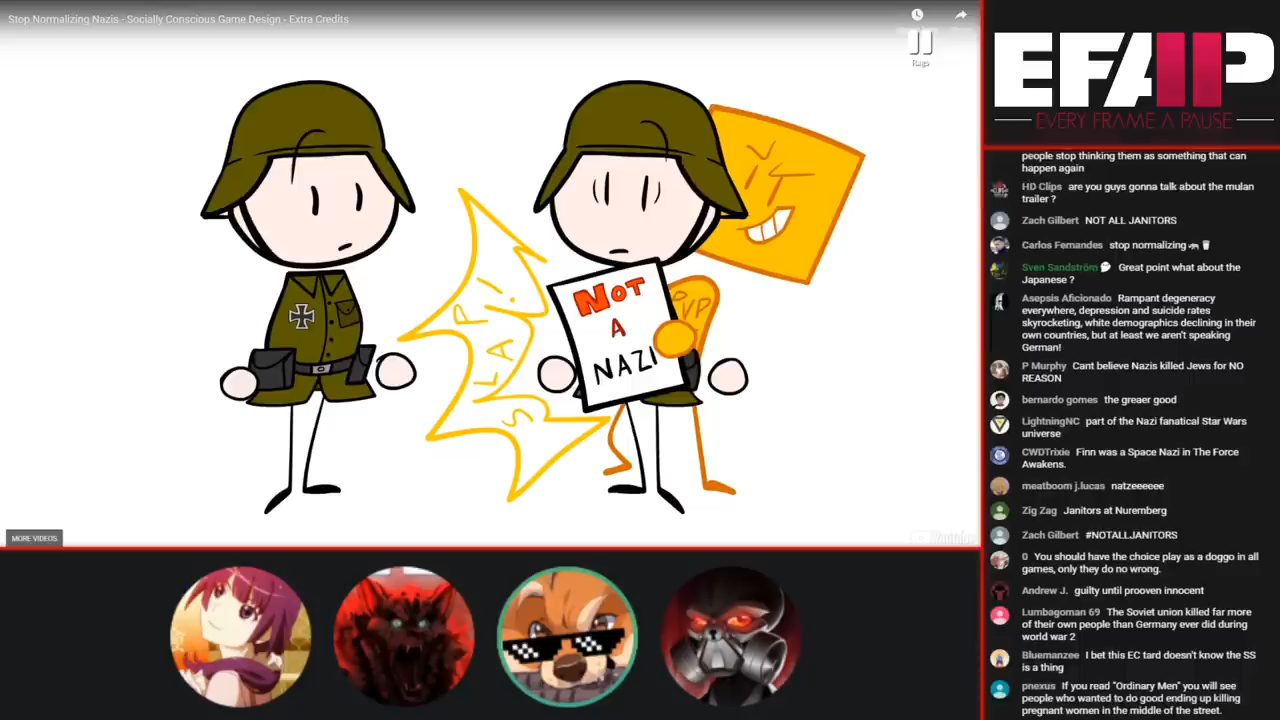 Stop Normalizing Nazis - Socially Conscious Game Design - Extra Credits
Rags
SLAP!
PVP
NOT
A
NAZI
MORE VIDEOS
YouTube
EFAP
EVERY FRAME A PAUSE
people stop thinking them as something that can
happen again
HD Clips are you guys gonna talk about the mulan
trailer ?
Zach Gilbert NOT ALL JANITORS
Carlos Fernandes stop normalizing 🦟🥛
Sven Sandström Great point what about the
Japanese ?
Asepsis Aficionado Rampant degeneracy
everywhere, depression and suicide rates
skyrocketing, white demographics declining in their
own countries, but at least we aren't speaking
German!
P Murphy Cant believe Nazis killed Jews for NO
REASON
bernardo gomes the greaer good
LightningNC part of the Nazi fanatical Star Wars
universe
CWDTrixie Finn was a Space Nazi in The Force
Awakens.
meatboom j.lucas natzeeeeee
Zig Zag Janitors at Nuremberg
Zach Gilbert #NOTALLJANITORS
0 You should have the choice play as a doggo in all
games, only they do no wrong.
Andrew J. guilty until prooven innocent
Lumbagoman 69 The Soviet union killed far more
of their own people than Germany ever did during
world war 2
Bluemanzee I bet this EC tard doesn't know the SS
is a thing
pnexus If you read "Ordinary Men" you will see
people who wanted to do good ending up killing
pregnant women in the middle of the street.